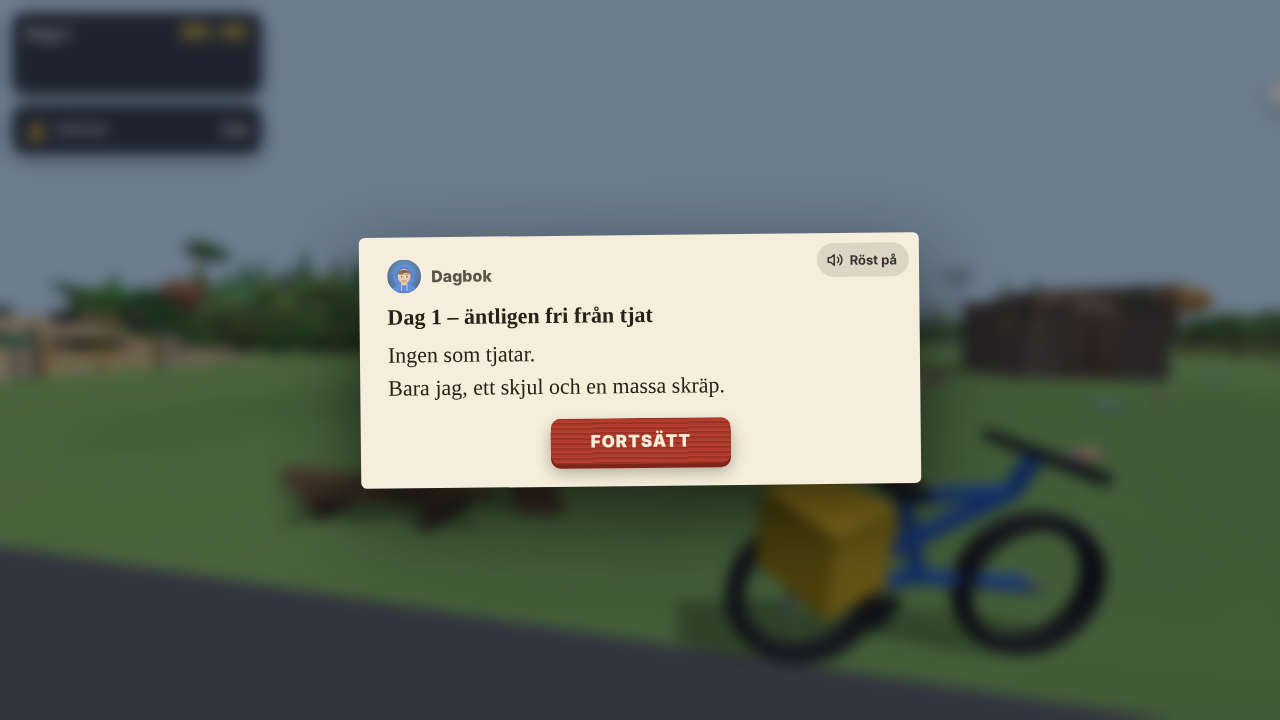 Röst på
Dagbok
Dag 1 – äntligen fri från tjat
Ingen som tjatar.
Bara jag, ett skjul och en massa skräp.
FORTSÄTT